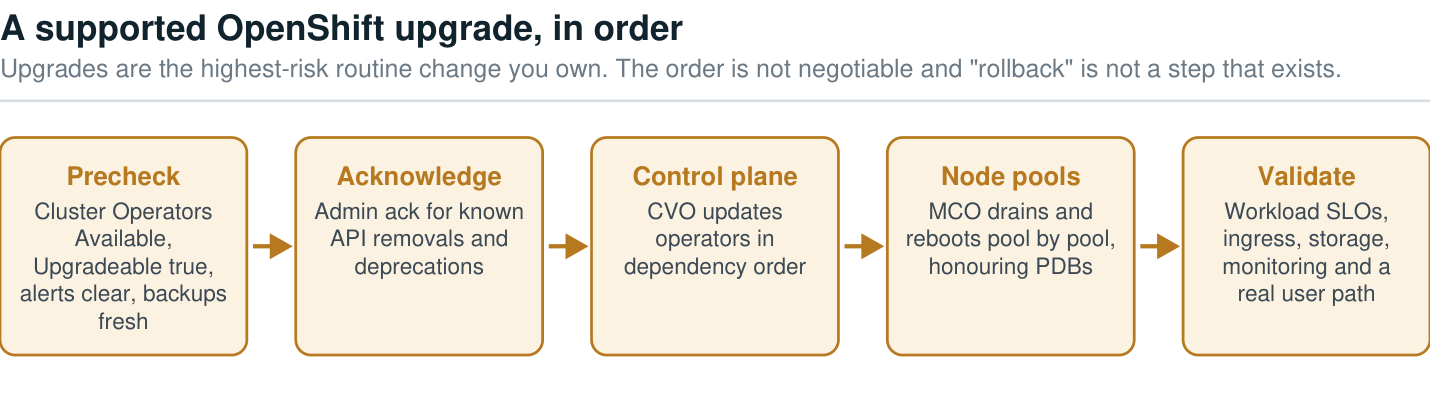 A supported OpenShift upgrade, in order
Upgrades are the highest-risk routine change you own. The order is not negotiable and "rollback" is not a step that exists.
Precheck
Cluster Operators
Available,
Upgradeable true,
alerts clear, backups
fresh
Acknowledge
Admin ack for known
API removals and
deprecations
Control plane
CVO updates
operators in
dependency order
Node pools
MCO drains and
reboots pool by pool,
honouring PDBs
Validate
Workload SLOs,
ingress, storage,
monitoring and a
real user path